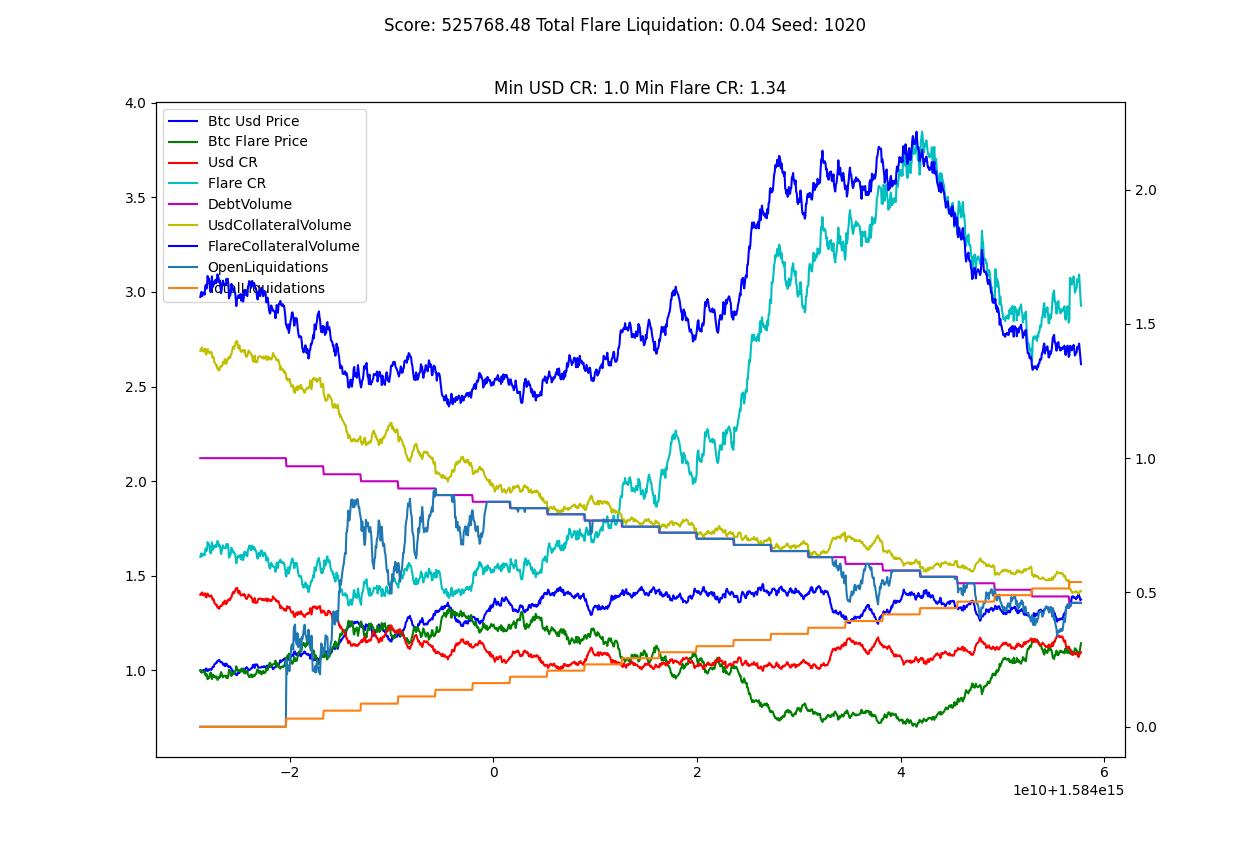 Score: 525768.48 Total Flare Liquidation: 0.04 Seed: 1020
Min USD CR: 1.0 Min Flare CR: 1.34
4.0
3.5
3.0
2.5
2.0
1.5
1.0
Btc Usd Price
Btc Flare Price
Usd CR
Flare CR
DebtVolume
UsdCollateralVolume
FlareCollateralVolume
OpenLiquidations
TotalLiquidations
2.0
1.5
1.0
0.5
0.0
−2 0 2 4 6
1e10+1.584e15